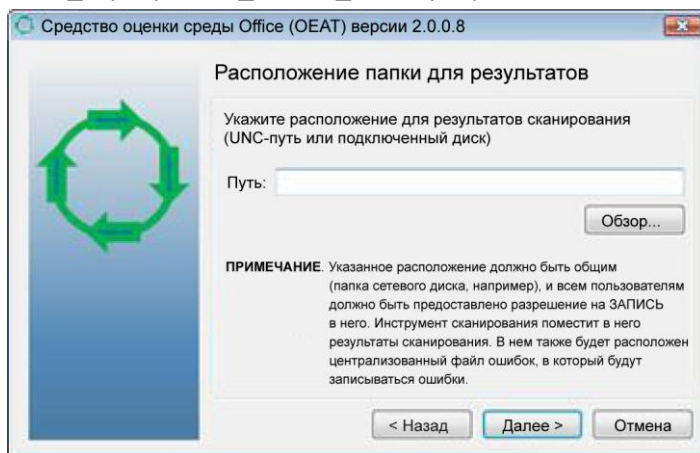 Средство оценки среды Office (OEAT) версии 2.0.0.8
Расположение папки для результатов
Укажите расположение для результатов сканирования
(UNC-путь или подключенный диск)
Путь:
Обзор...
ПРИМЕЧАНИЕ. Указанное расположение должно быть общим
(папка сетевого диска, например), и всем пользователям
должно быть предоставлено разрешение на ЗАПИСЬ
в него. Инструмент сканирования поместит в него
результаты сканирования. В нем также будет расположен
централизованный файл ошибок, в который будут
записываться ошибки.
< Назад
Далее >
Отмена